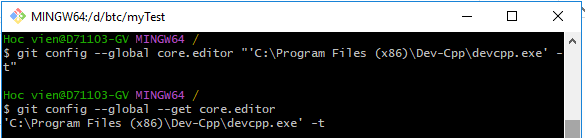 MINGW64:/d/btc/myTest
Hoc vien@D71103-GV MINGW64 /
$ git config --global core.editor "'C:\Program Files (x86)\Dev-Cpp\devcpp.exe' -
t"
Hoc vien@D71103-GV MINGW64 /
$ git config --global --get core.editor
'C:\Program Files (x86)\Dev-Cpp\devcpp.exe' -t